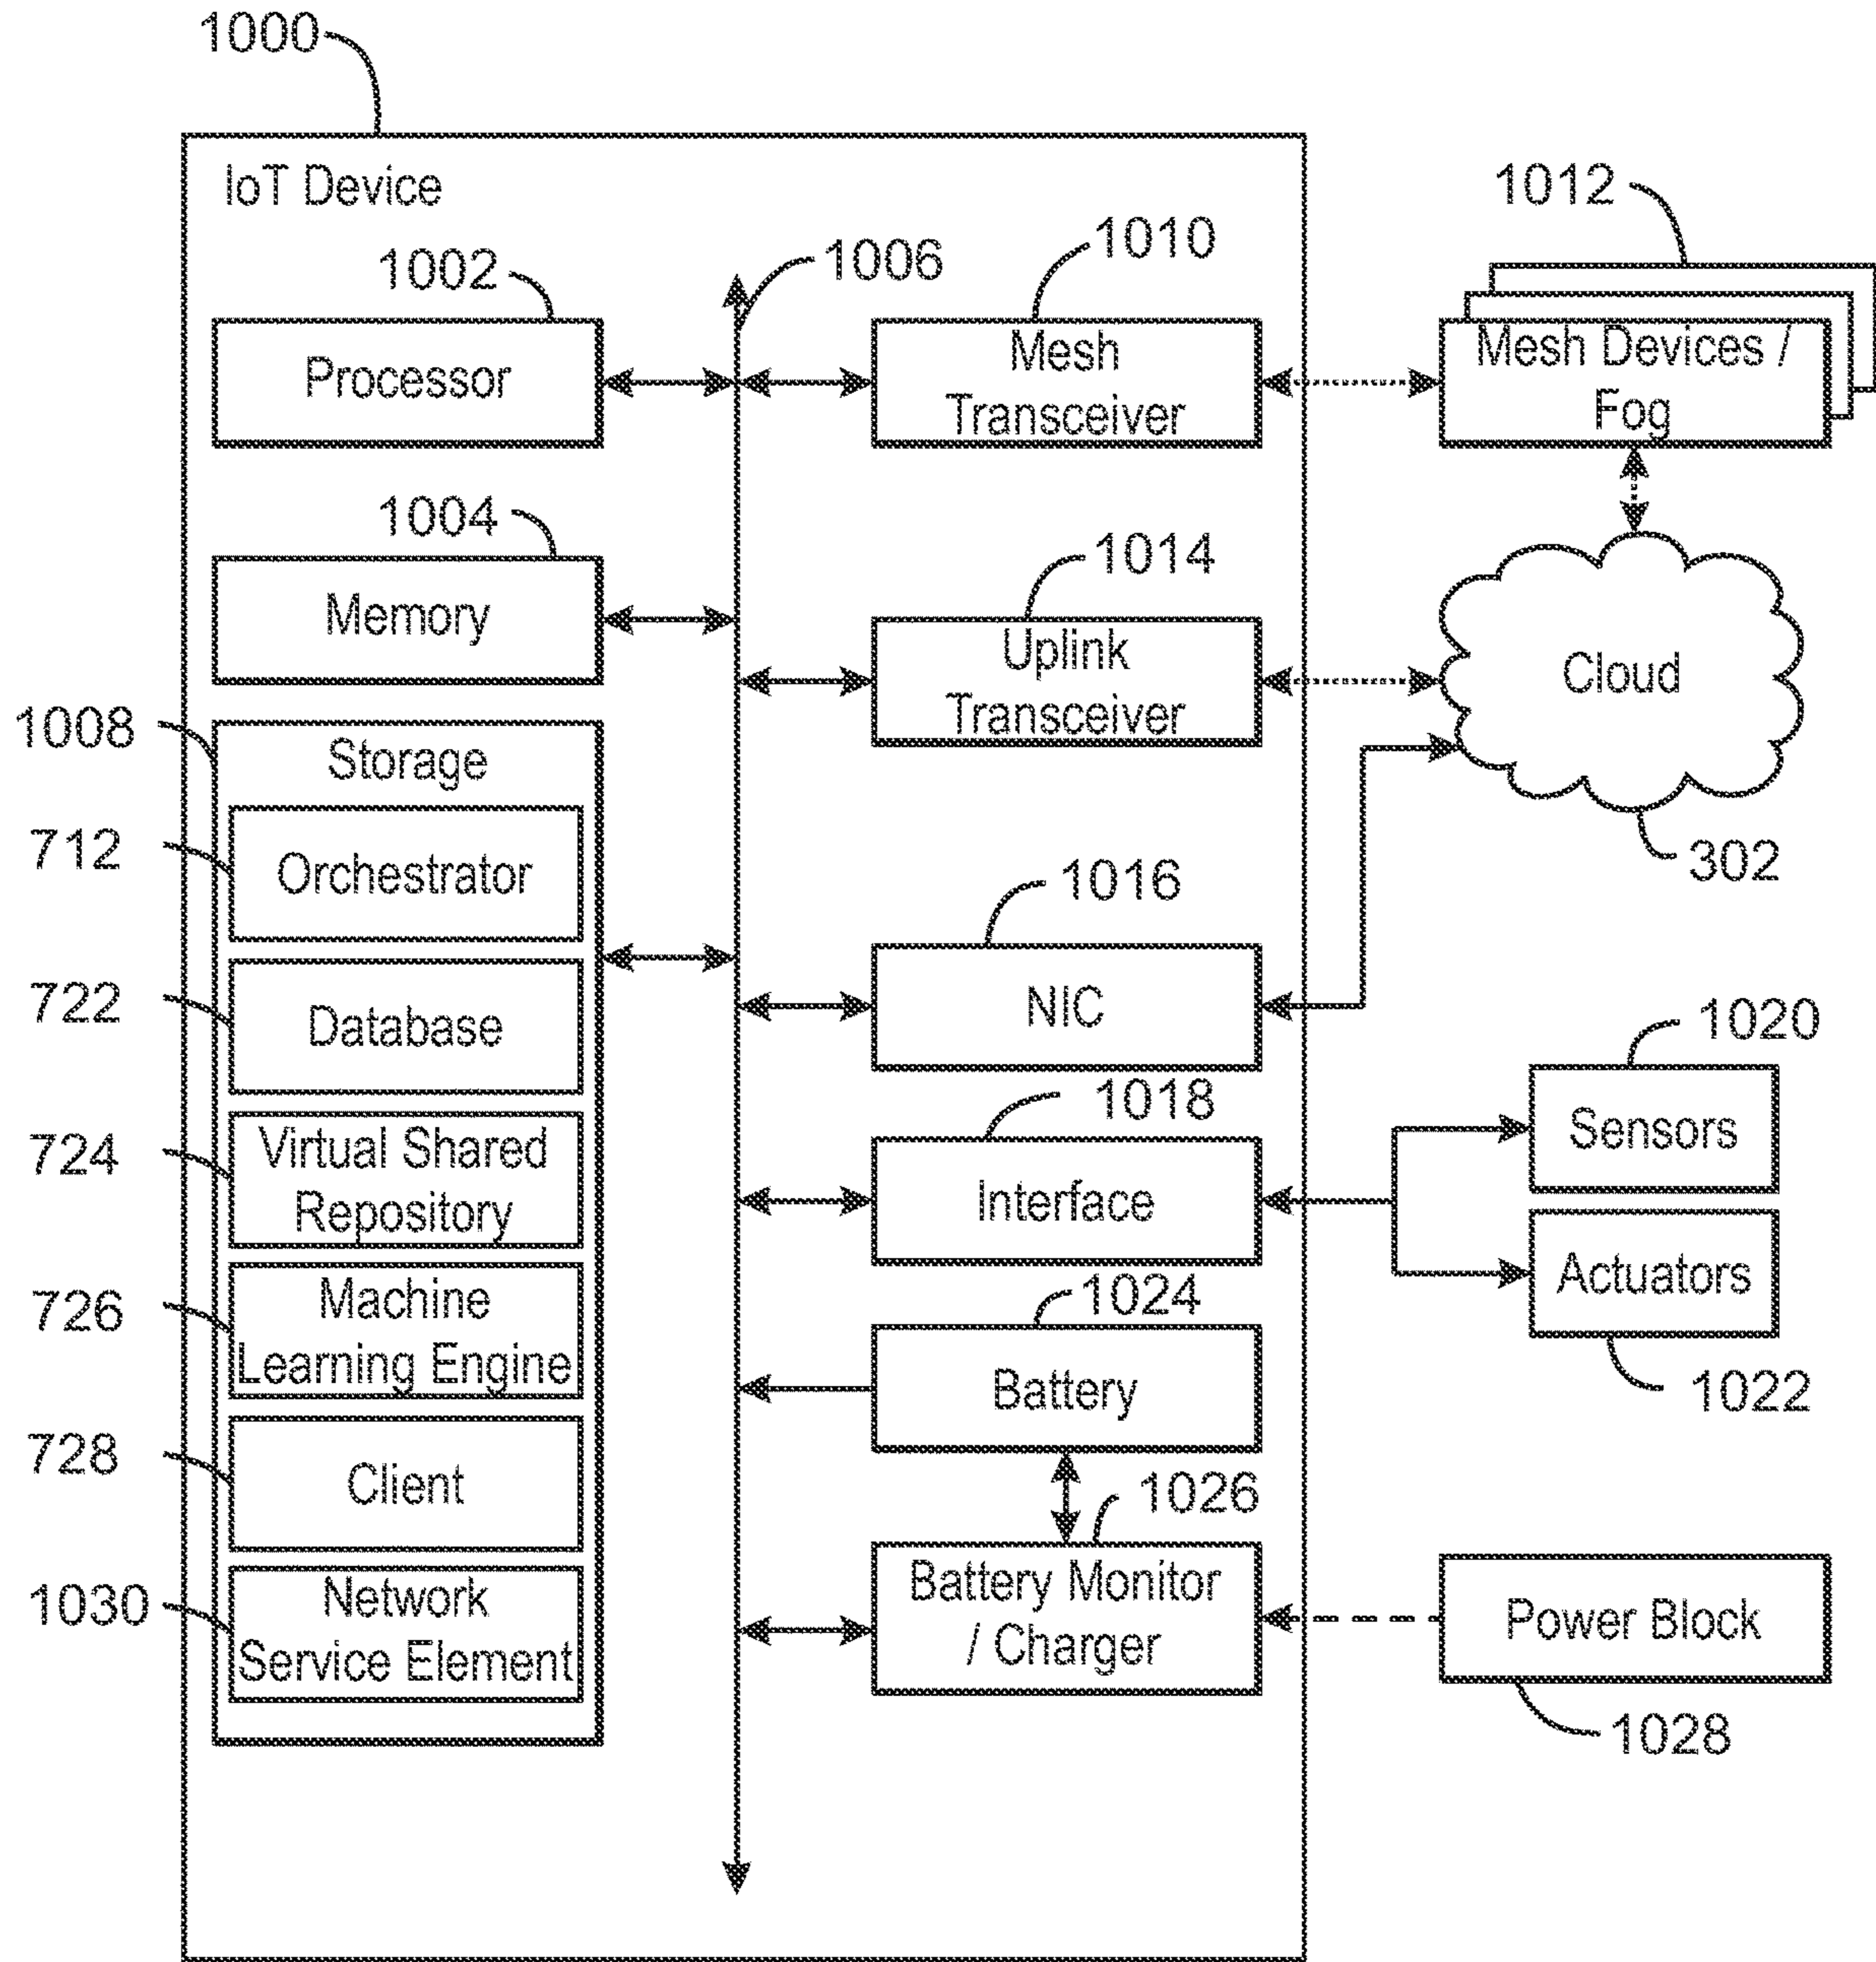 1000
IoT Device
1012
1002
1006
1010
Processor
Mesh
Transceiver
Mesh Devices /
Fog
1004
1014
Memory
Uplink
Transceiver
Cloud
302
1008
Storage
712
Orchestrator
1016
NIC
722
Database
1020
Sensors
1018
Interface
724
Virtual Shared
Repository
Actuators
1022
726
Machine
Learning Engine
1024
Battery
728
Client
1026
Battery Monitor
/ Charger
Power Block
1028
1030
Network
Service Element